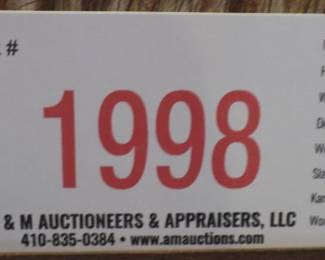 #
1998
& M AUCTIONEERS & APPRAISERS, LLC
410-835-0384 • www.amauctions.com